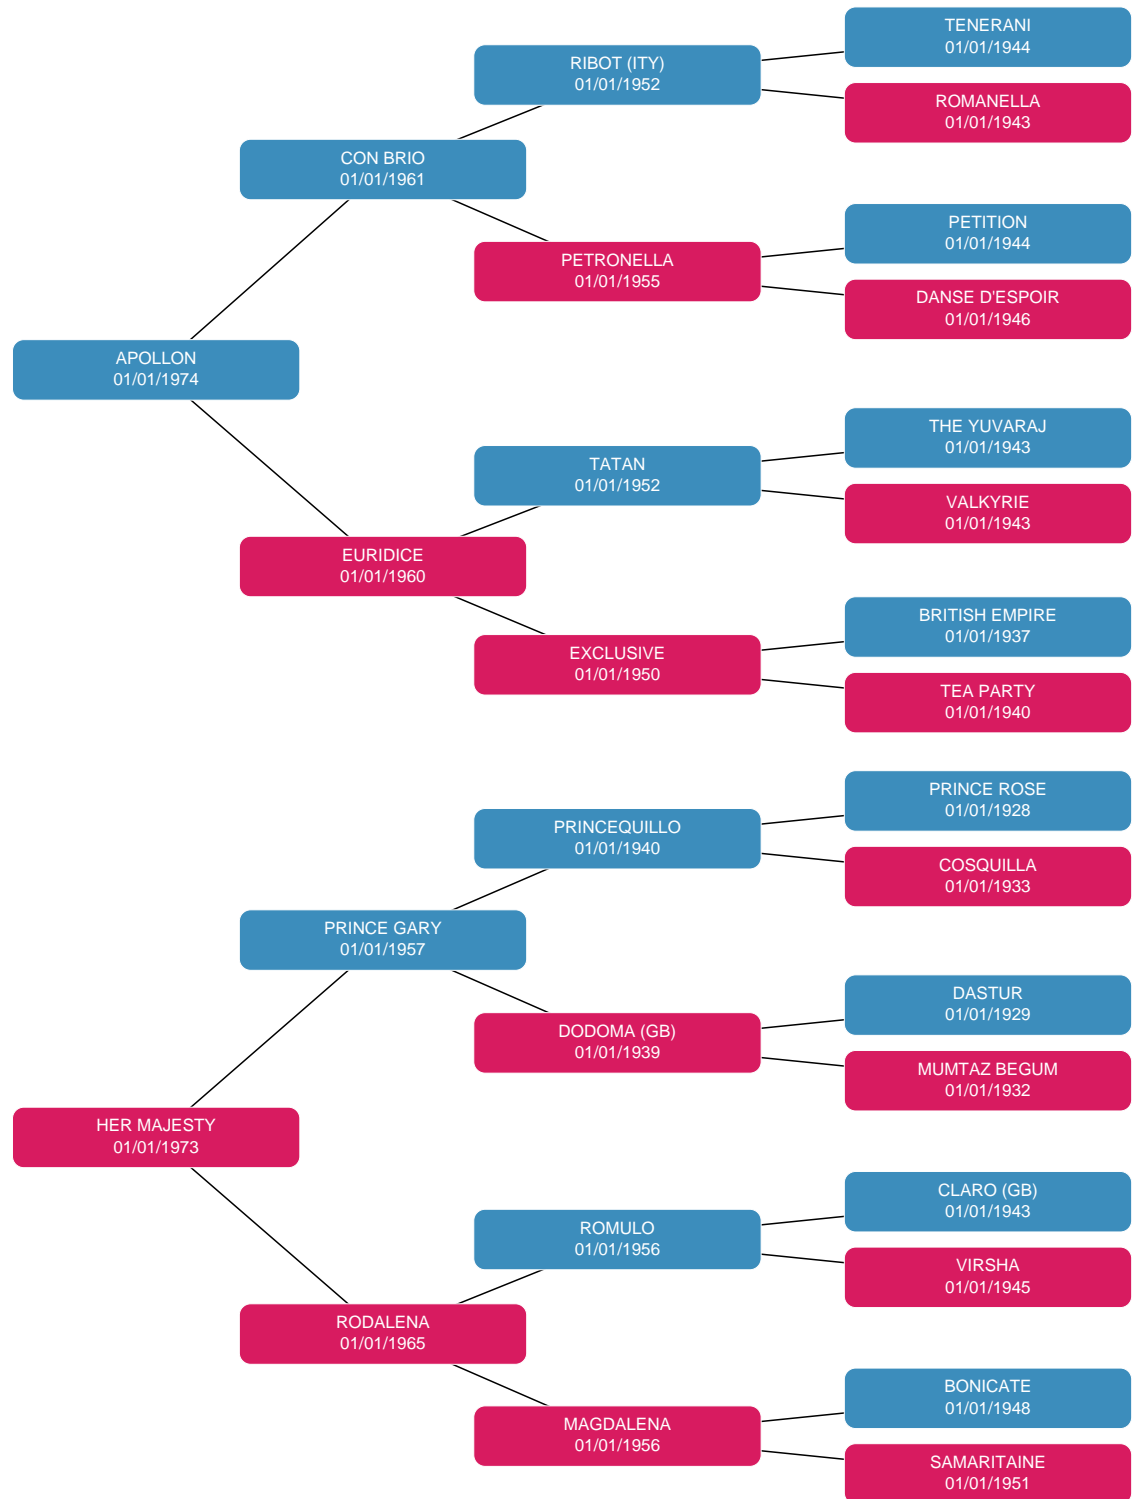 TENERANI
01/01/1944
RIBOT (ITY)
01/01/1952
ROMANELLA
01/01/1943
CON BRIO
01/01/1961
PETITION
01/01/1944
PETRONELLA
01/01/1955
DANSE D'ESPOIR
01/01/1946
APOLLON
01/01/1974
THE YUVARAJ
01/01/1943
TATAN
01/01/1952
VALKYRIE
01/01/1943
EURIDICE
01/01/1960
BRITISH EMPIRE
01/01/1937
EXCLUSIVE
01/01/1950
TEA PARTY
01/01/1940
PRINCE ROSE
01/01/1928
PRINCEQUILLO
01/01/1940
COSQUILLA
01/01/1933
PRINCE GARY
01/01/1957
DASTUR
01/01/1929
DODOMA (GB)
01/01/1939
MUMTAZ BEGUM
01/01/1932
HER MAJESTY
01/01/1973
CLARO (GB)
01/01/1943
ROMULO
01/01/1956
VIRSHA
01/01/1945
RODALENA
01/01/1965
BONICATE
01/01/1948
MAGDALENA
01/01/1956
SAMARITAINE
01/01/1951